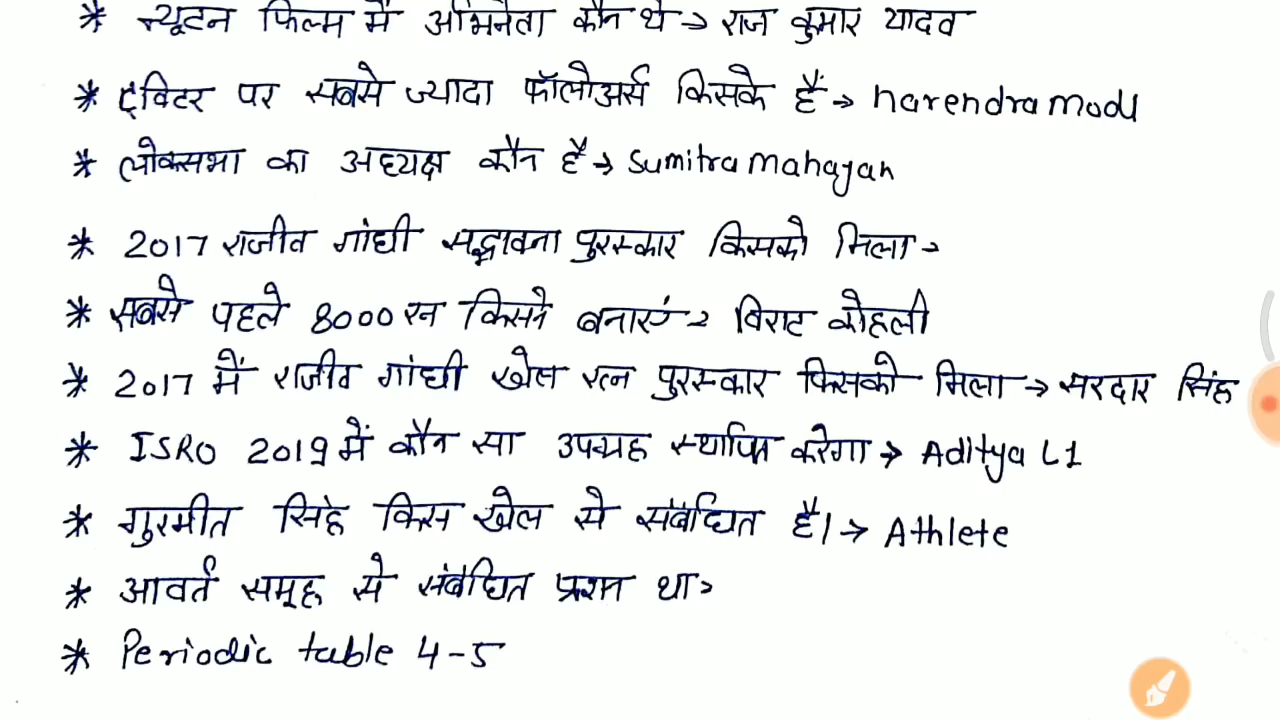 * न्यूटन फिल्म में अभिनेता कौन थे → राज कुमार यादव
* ट्विटर पर सबसे ज्यादा फॉलोअर्स किसके हैं → narendra modi
* लोकसभा का अध्यक्ष कौन है → Sumitra mahajan
* 2017 राजीव गांधी सद्भावना पुरस्कार किसको मिला →
* सबसे पहले 8000 रन किसने बनाएं → विराट कोहली
* 2017 में राजीव गांधी खेल रत्न पुरस्कार किसको मिला → सरदार सिंह
* ISRO 2019 में कौन सा उपग्रह स्थापित करेगा → Aditya L1
* गुरमीत सिंह किस खेल से संबंधित है। → Athlete
* आवर्त समूह से संबंधित प्रश्न था →
* Periodic table 4-5